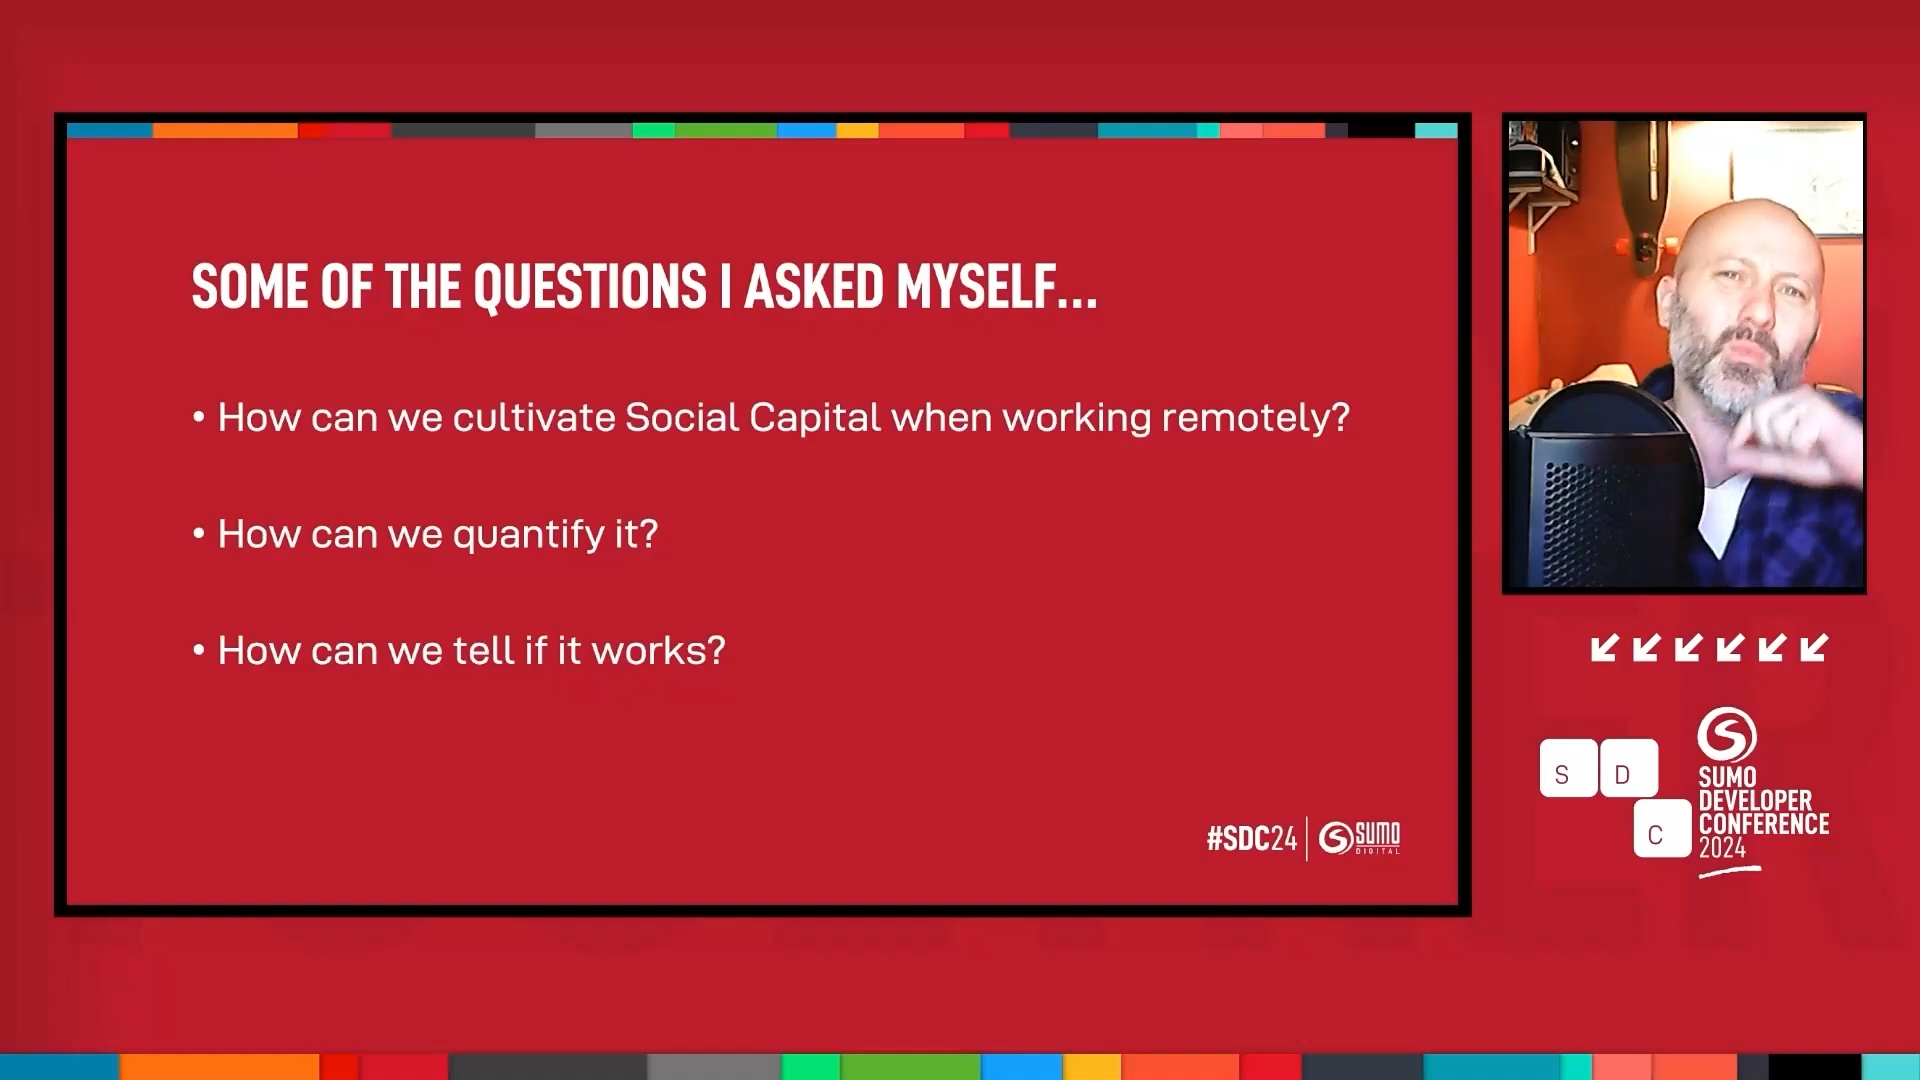 SOME OF THE QUESTIONS I ASKED MYSELF...
• How can we cultivate Social Capital when working remotely?
• How can we quantify it?
• How can we tell if it works?
#SDC24
SUMO
DIGITAL
S D
C
SUMO
DEVELOPER
CONFERENCE
2024